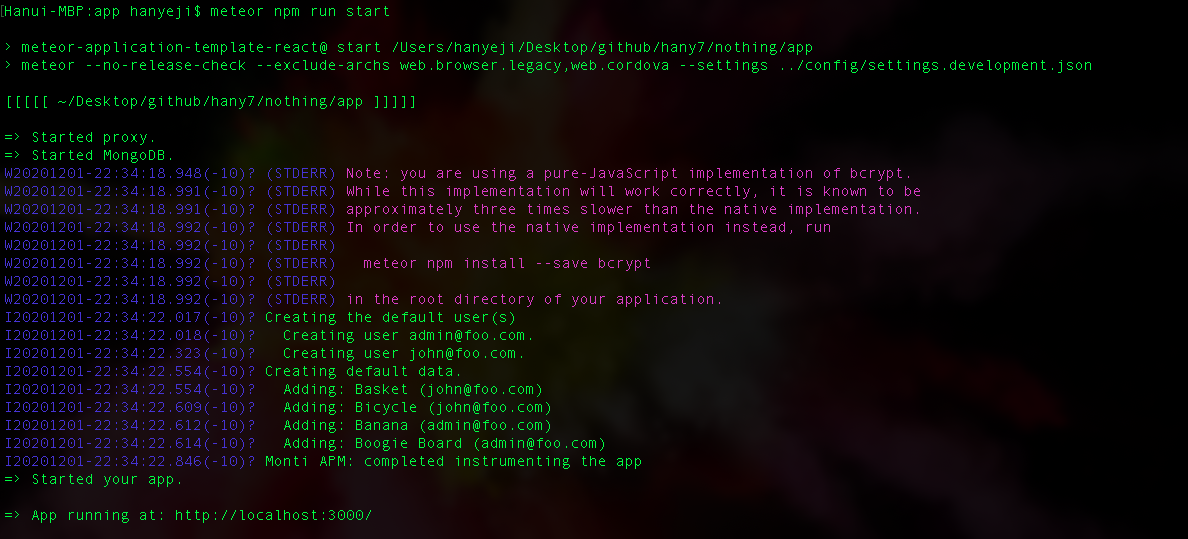 [Hanui-MBP:app hanyeji$ meteor npm run start
> meteor-application-template-react@ start /Users/hanyeji/Desktop/github/hany7/nothing/app
> meteor --no-release-check --exclude-archs web.browser.legacy,web.cordova --settings ../config/settings.development.json
[[[[[ ~/Desktop/github/hany7/nothing/app ]]]]]
=> Started proxy.
=> Started MongoDB.
W20201201-22:34:18.948(-10)? (STDERR) Note: you are using a pure-JavaScript implementation of bcrypt.
W20201201-22:34:18.991(-10)? (STDERR) While this implementation will work correctly, it is known to be
W20201201-22:34:18.991(-10)? (STDERR) approximately three times slower than the native implementation.
W20201201-22:34:18.992(-10)? (STDERR) In order to use the native implementation instead, run
W20201201-22:34:18.992(-10)? (STDERR)
W20201201-22:34:18.992(-10)? (STDERR)   meteor npm install --save bcrypt
W20201201-22:34:18.992(-10)? (STDERR)
W20201201-22:34:18.992(-10)? (STDERR) in the root directory of your application.
I20201201-22:34:22.017(-10)? Creating the default user(s)
I20201201-22:34:22.018(-10)?   Creating user admin@foo.com.
I20201201-22:34:22.323(-10)?   Creating user john@foo.com.
I20201201-22:34:22.554(-10)? Creating default data.
I20201201-22:34:22.554(-10)?   Adding: Basket (john@foo.com)
I20201201-22:34:22.609(-10)?   Adding: Bicycle (john@foo.com)
I20201201-22:34:22.612(-10)?   Adding: Banana (admin@foo.com)
I20201201-22:34:22.614(-10)?   Adding: Boogie Board (admin@foo.com)
I20201201-22:34:22.846(-10)? Monti APM: completed instrumenting the app
=> Started your app.
=> App running at: http://localhost:3000/